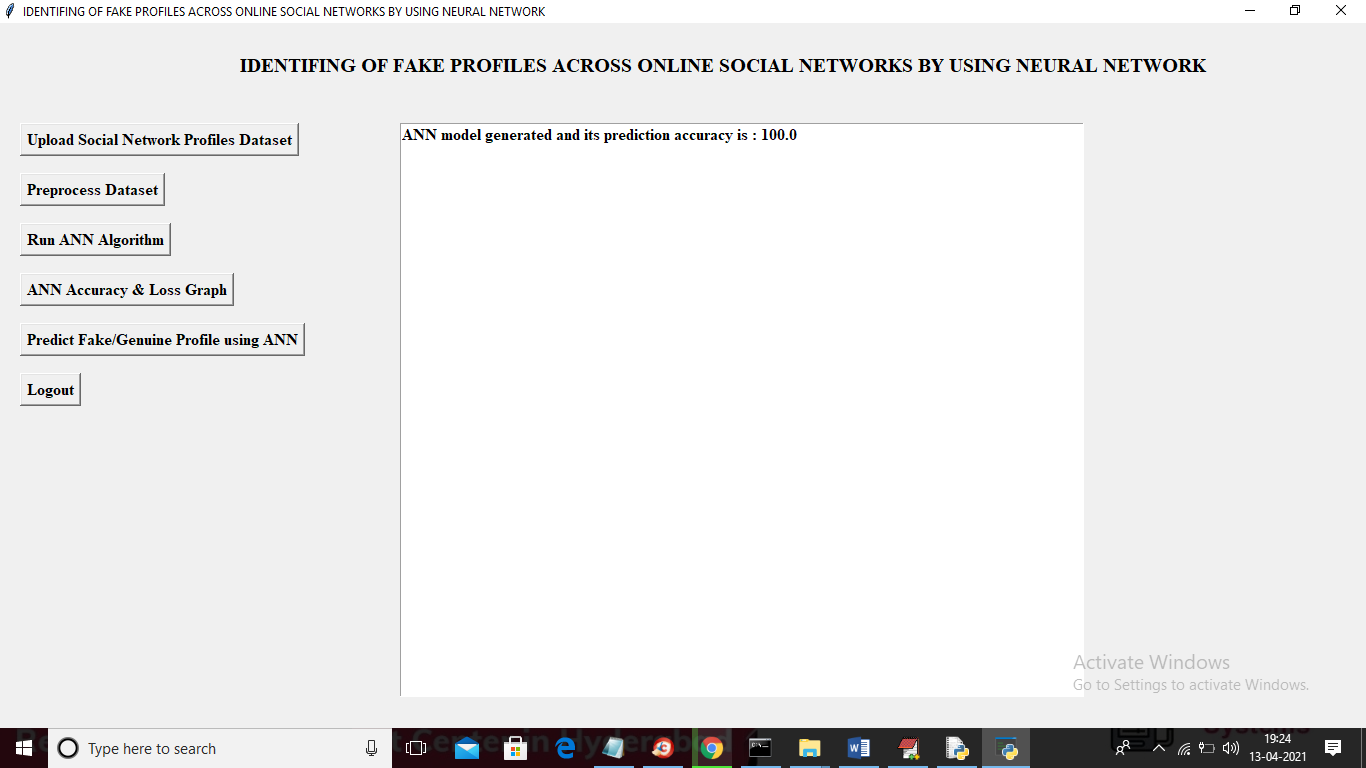 IDENTIFING OF FAKE PROFILES ACROSS ONLINE SOCIAL NETWORKS BY USING NEURAL NETWORK
IDENTIFING OF FAKE PROFILES ACROSS ONLINE SOCIAL NETWORKS BY USING NEURAL NETWORK
Upload Social Network Profiles Dataset
Preprocess Dataset
Run ANN Algorithm
ANN Accuracy & Loss Graph
Predict Fake/Genuine Profile using ANN
Logout
ANN model generated and its prediction accuracy is : 100.0
Activate Windows
Go to Settings to activate Windows.
Type here to search
19:24
13-04-2021